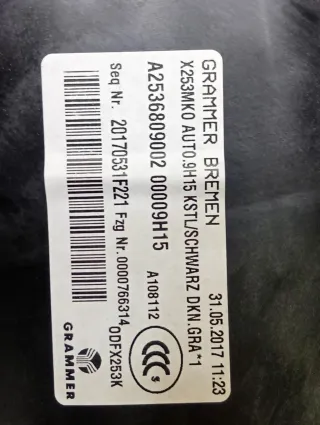 GRAMMER BREMEN 31.05.2017 11:23
X253MKO AUTO.9H15 KSTL/SCHWARZ DKN.GRA*1
A2536809002 00009H15
A108112
CCC S
Seq Nr. 20170531F221 Fzg Nr.0000766314
ODFX253K
GRAMMER